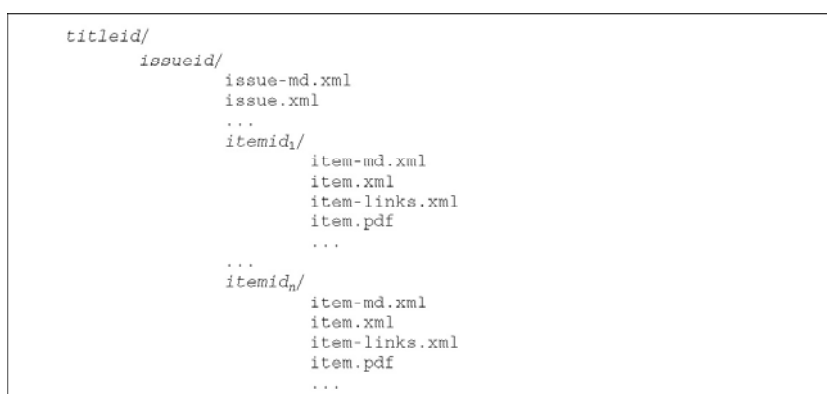 titleid/
issueid/
issue-md.xml
issue.xml
...
itemid₁/
item-md.xml
item.xml
item-links.xml
item.pdf
...
...
itemidₙ/
item-md.xml
item.xml
item-links.xml
item.pdf
...